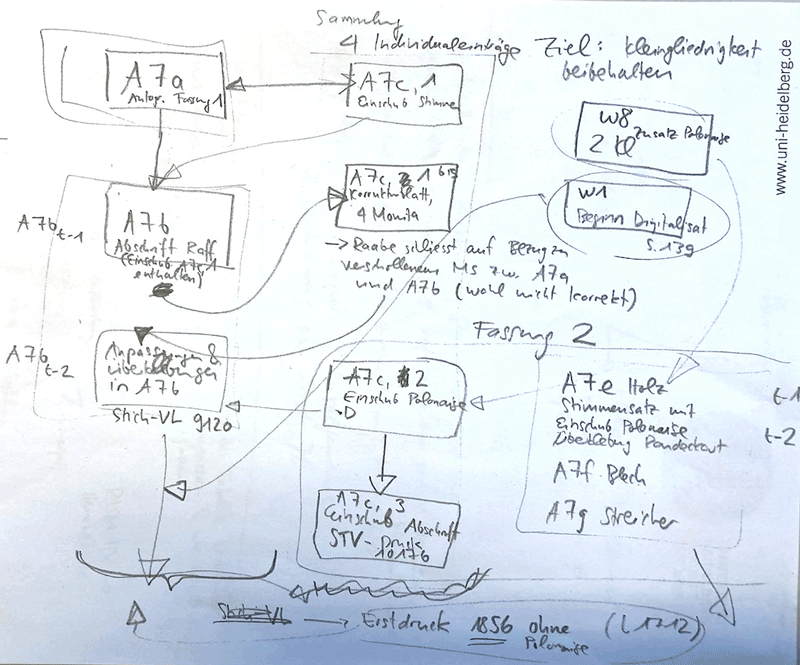 Sammlung
4 Individualeinträge
Ziel: Kleingliedrigkeit
beibehalten
www.uni-heidelberg.de
A7a
Autogr. Fassung 1
A7c, 1
Einschub Stimme
W8
2 Kl Zusatz Polonaise
A7b t-1
A7b
Abschrift Raff
(Einschub A7c, 1
enthalten)
A7c, 1 bis
Korrekturblatt,
4 Monita
W1
Beginn Digitalisat
S. 139
→ Raabe schliesst auf Bezug zu
verschollenem MS zw. A7a
und A7b (wohl nicht korrekt)
Fassung 2
A7b t-2
Anpassungen &
Überklebungen
in A7b
Stich-VL 9120
A7c, 2
Einschub Polonaise
D
A7e Holz
Stimmensatz mit
Einschub Polonaise
Überklebung
t-1
t-2
A7f Blech
A7g Streicher
A7c, 3
Einschub Abschrift
STV-Druck
10176
Stich-VL
→ Erstdruck 1856 ohne
Polonaise